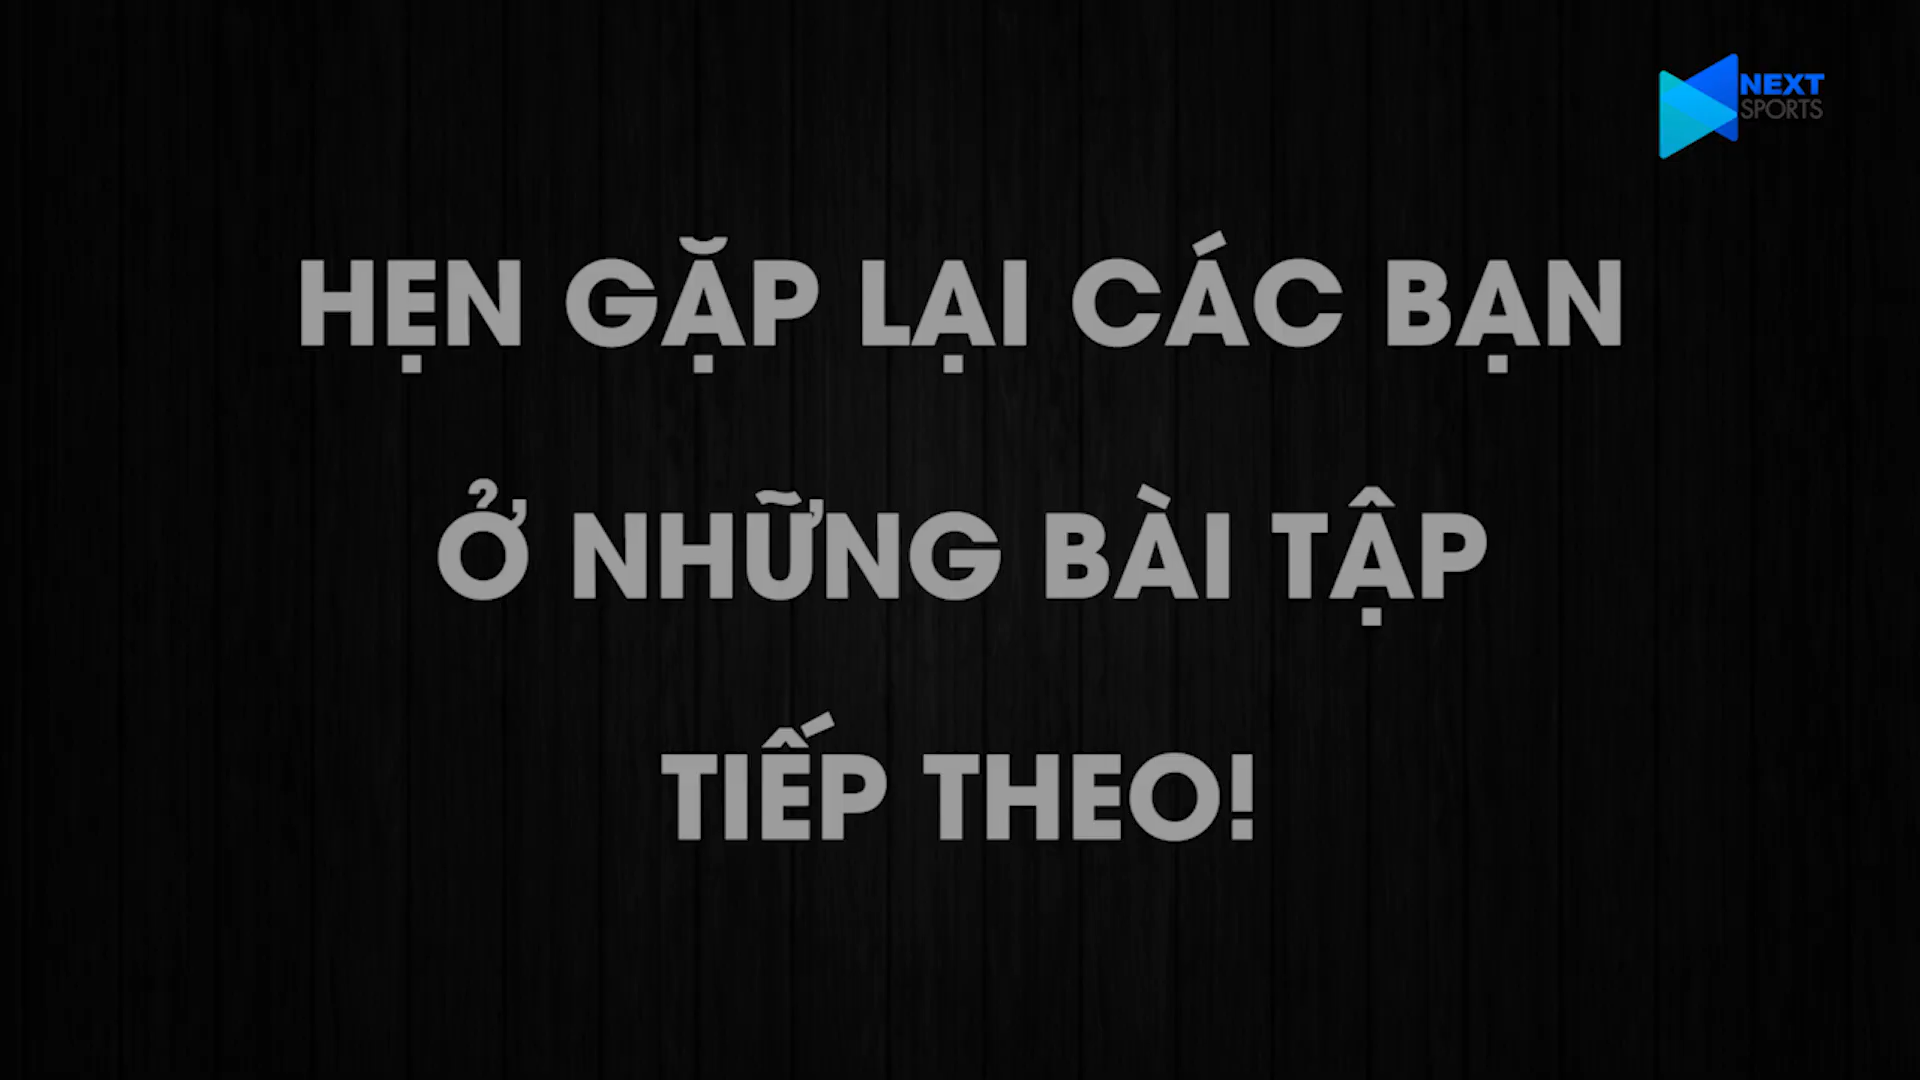 NEXT
SPORTS
HẸN GẶP LẠI CÁC BẠN
Ở NHỮNG BÀI TẬP
TIẾP THEO!